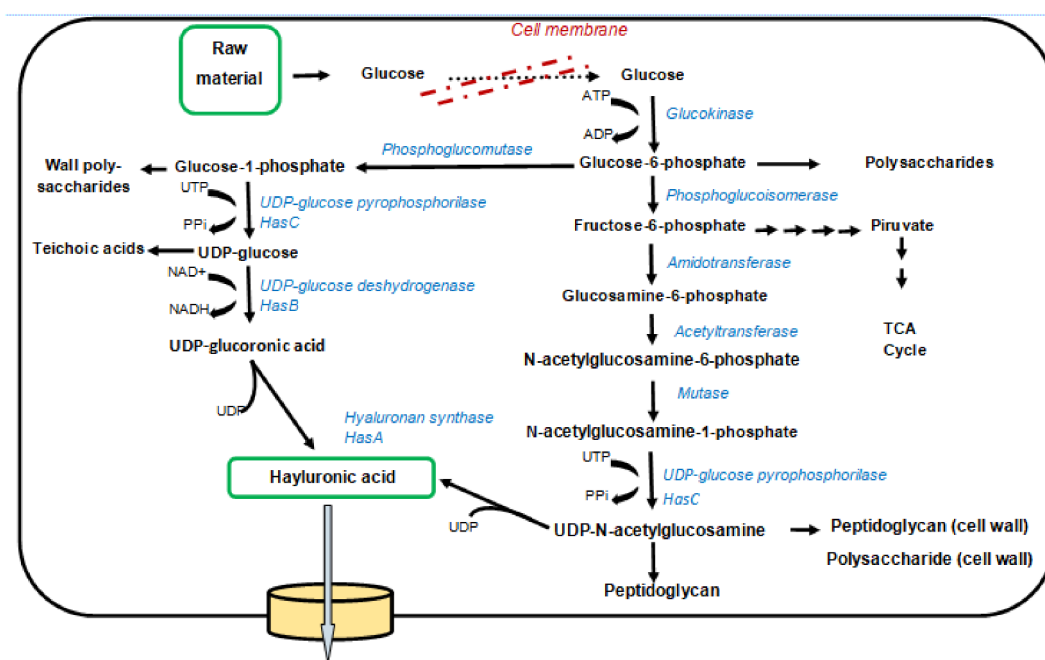 Cell membrane
Raw
material
Glucose
Glucose
ATP
ADP
Glucokinase
Wall poly-
saccharides
Glucose-1-phosphate
Phosphoglucomutase
Glucose-6-phosphate
Polysaccharides
UTP
PPi
UDP-glucose pyrophosphorilase
HasC
Phosphoglucoisomerase
Fructose-6-phosphate
Piruvate
Teichoic acids
UDP-glucose
NAD+
NADH
UDP-glucose deshydrogenase
HasB
Amidotransferase
Glucosamine-6-phosphate
Acetyltransferase
TCA
Cycle
UDP-glucoronic acid
N-acetylglucosamine-6-phosphate
UDP
Mutase
Hyaluronan synthase
HasA
N-acetylglucosamine-1-phosphate
UTP
PPi
UDP-glucose pyrophosphorilase
HasC
Hayluronic acid
UDP
UDP-N-acetylglucosamine
Peptidoglycan (cell wall)
Polysaccharide (cell wall)
Peptidoglycan